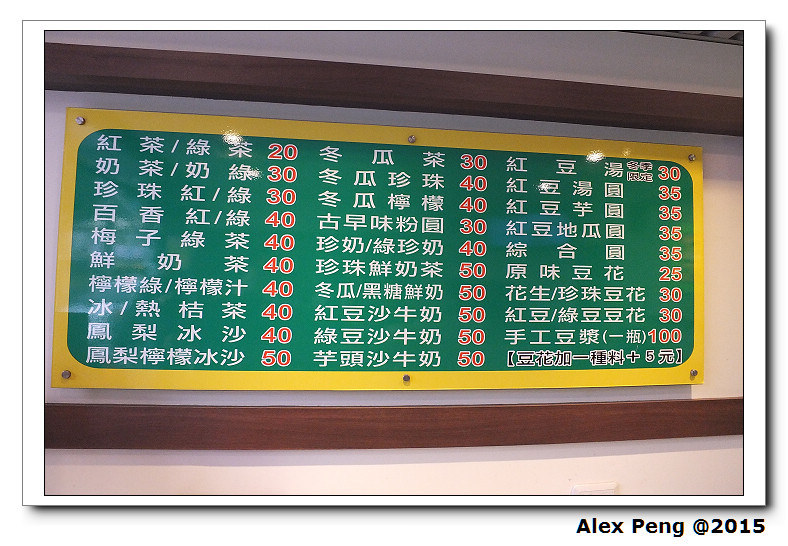 紅茶/綠茶 20
奶茶/奶綠 30
珍珠紅/綠 30
百香紅/綠 40
梅子綠茶 40
鮮奶茶 40
檸檬綠/檸檬汁 40
冰/熱桔茶 40
鳳梨冰沙 40
鳳梨檸檬冰沙 50
冬瓜茶 30
冬瓜珍珠 40
冬瓜檸檬 40
古早味粉圓 30
珍奶/綠珍奶 40
珍珠鮮奶茶 50
冬瓜/黑糖鮮奶 50
紅豆沙牛奶 50
綠豆沙牛奶 50
芋頭沙牛奶 50
紅豆湯 冬季限定 30
紅豆湯圓 35
紅豆芋圓 35
紅豆地瓜圓 35
綜合圓 35
原味豆花 25
花生/珍珠豆花 30
紅豆/綠豆豆花 30
手工豆漿(一瓶) 100
【豆花加一種料+5元】
Alex Peng @2015